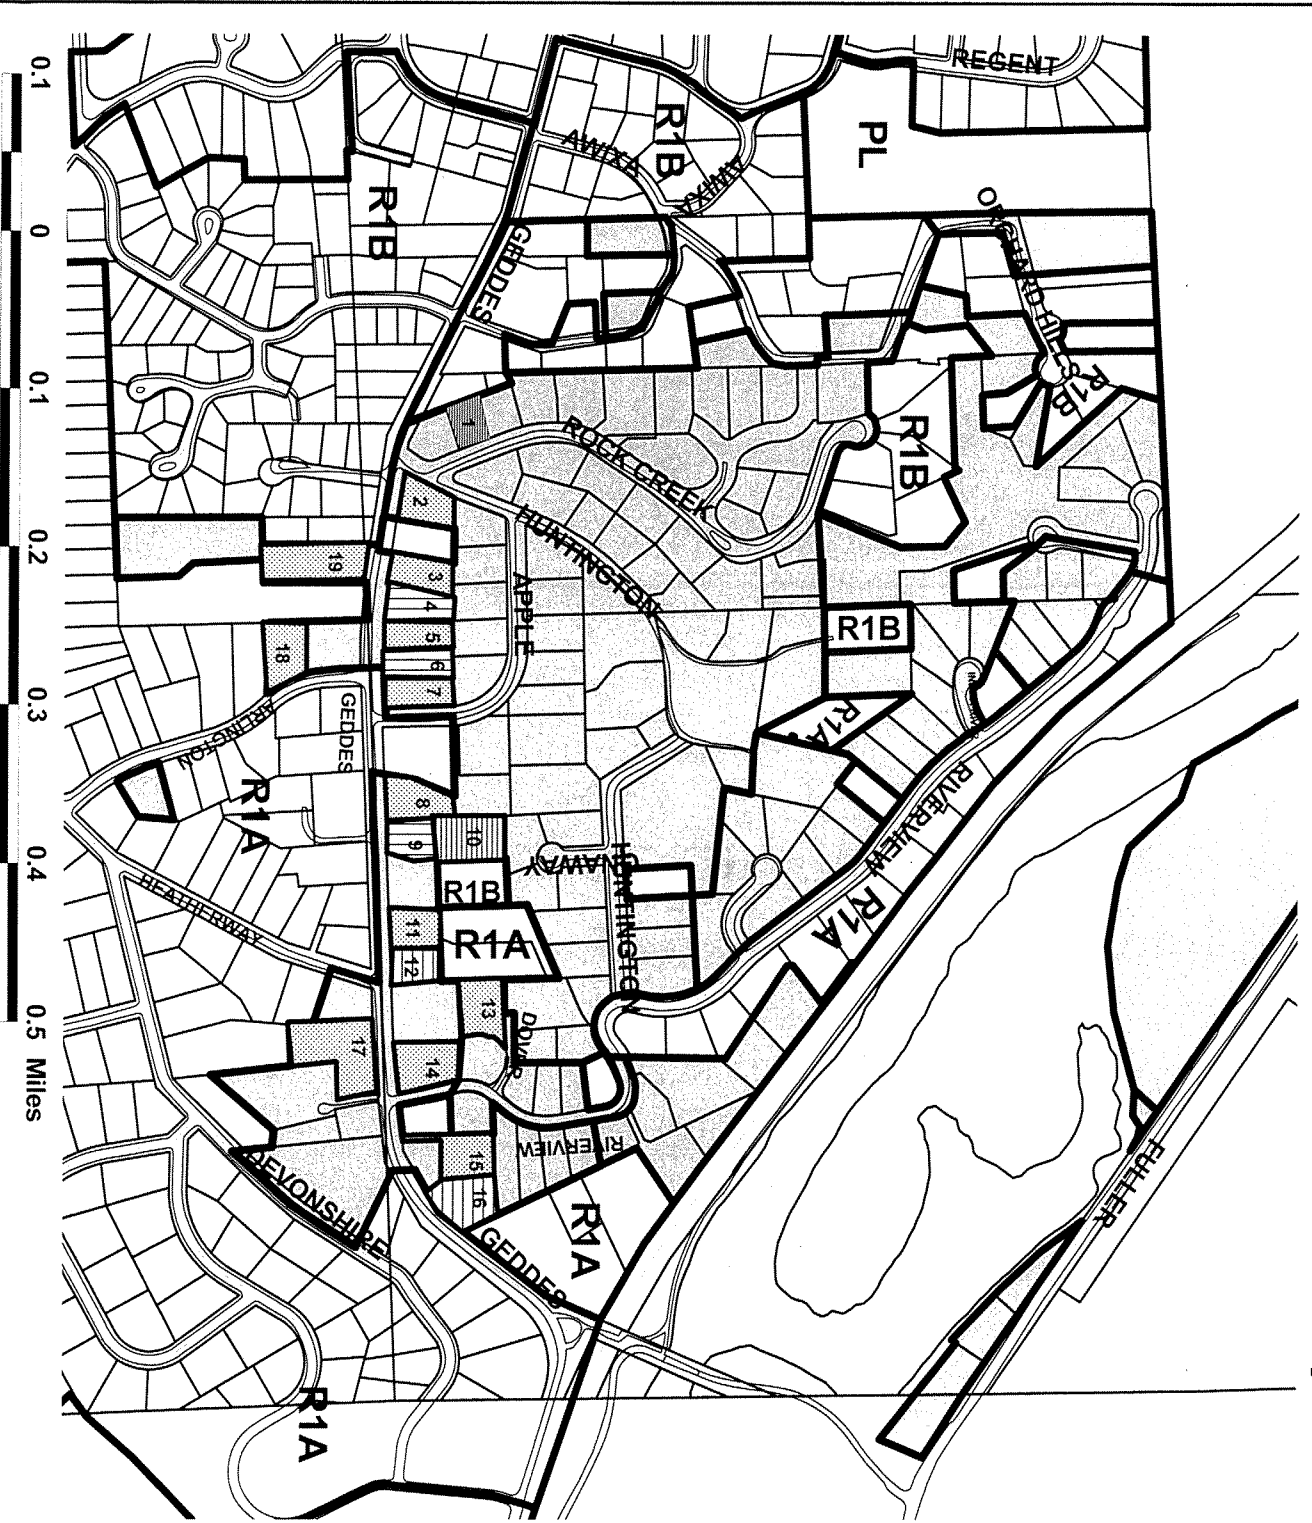 REGENT
R1B
PL
AWIXA
AWIXA
ORCHARD HILLS
R1B
GEDDES
R1B
R1B
1
ROCK CREEK
2
HUNTINGTON
APPLE
19
3
4
5
6
7
18
R1B
R1A
ARLINGTON
GEDDES
R1A
RIVERVIEW
8
9
10
HUNTINGTON
R1B
R1A
HEATHERWAY
11
R1A
12
13
DOVER
17
14
RIVERVIEW
FULLER
15
16
DEVONSHIRE
GEDDES
R1A
R1A
0.1 0 0.1 0.2 0.3 0.4 0.5 Miles